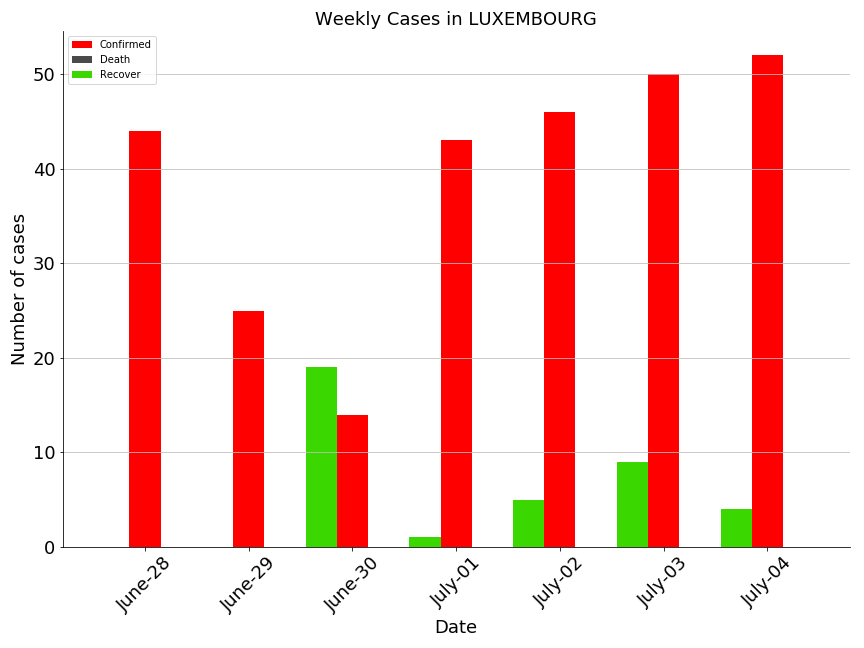 Weekly Cases in LUXEMBOURG
Confirmed
Death
Recover
Number of cases
50
40
30
20
10
0
June-28
June-29
June-30
July-01
July-02
July-03
July-04
Date